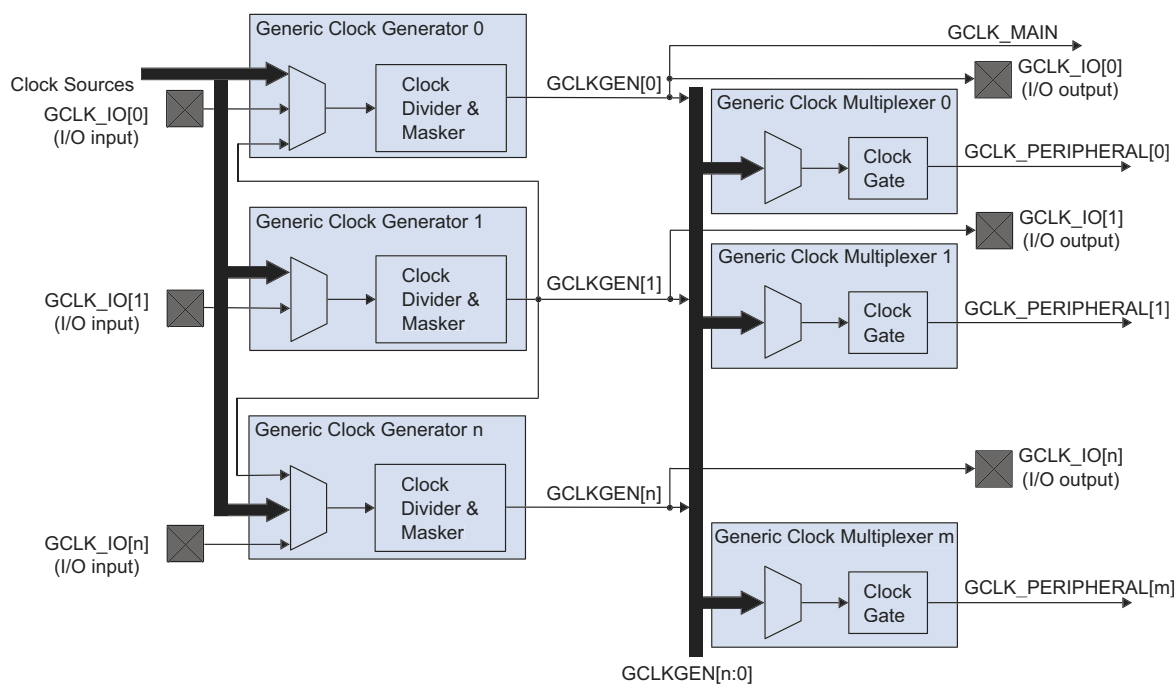 Generic Clock Generator 0
Clock Sources
GCLK_IO[0]
(I/O input)
Clock
Divider &
Masker
GCLKGEN[0]
GCLK_MAIN
GCLK_IO[0]
(I/O output)
Generic Clock Multiplexer 0
Clock
Gate
GCLK_PERIPHERAL[0]
Generic Clock Generator 1
GCLK_IO[1]
(I/O input)
Clock
Divider &
Masker
GCLKGEN[1]
GCLK_IO[1]
(I/O output)
Generic Clock Multiplexer 1
Clock
Gate
GCLK_PERIPHERAL[1]
Generic Clock Generator n
GCLK_IO[n]
(I/O input)
Clock
Divider &
Masker
GCLKGEN[n]
GCLK_IO[n]
(I/O output)
Generic Clock Multiplexer m
Clock
Gate
GCLK_PERIPHERAL[m]
GCLKGEN[n:0]